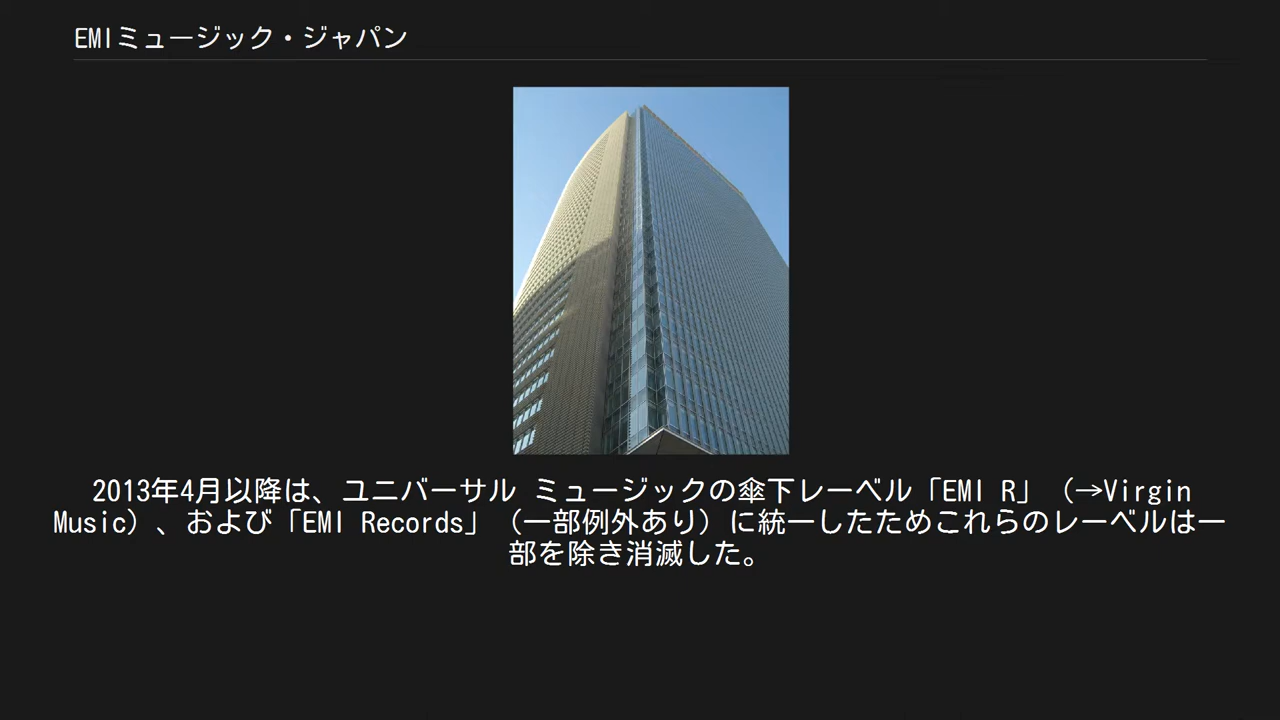 EMIミュージック・ジャパン
2013年4月以降は、ユニバーサル ミュージックの傘下レーベル「EMI R」（→Virgin
Music）、および「EMI Records」（一部例外あり）に統一したためこれらのレーベルは一
部を除き消滅した。